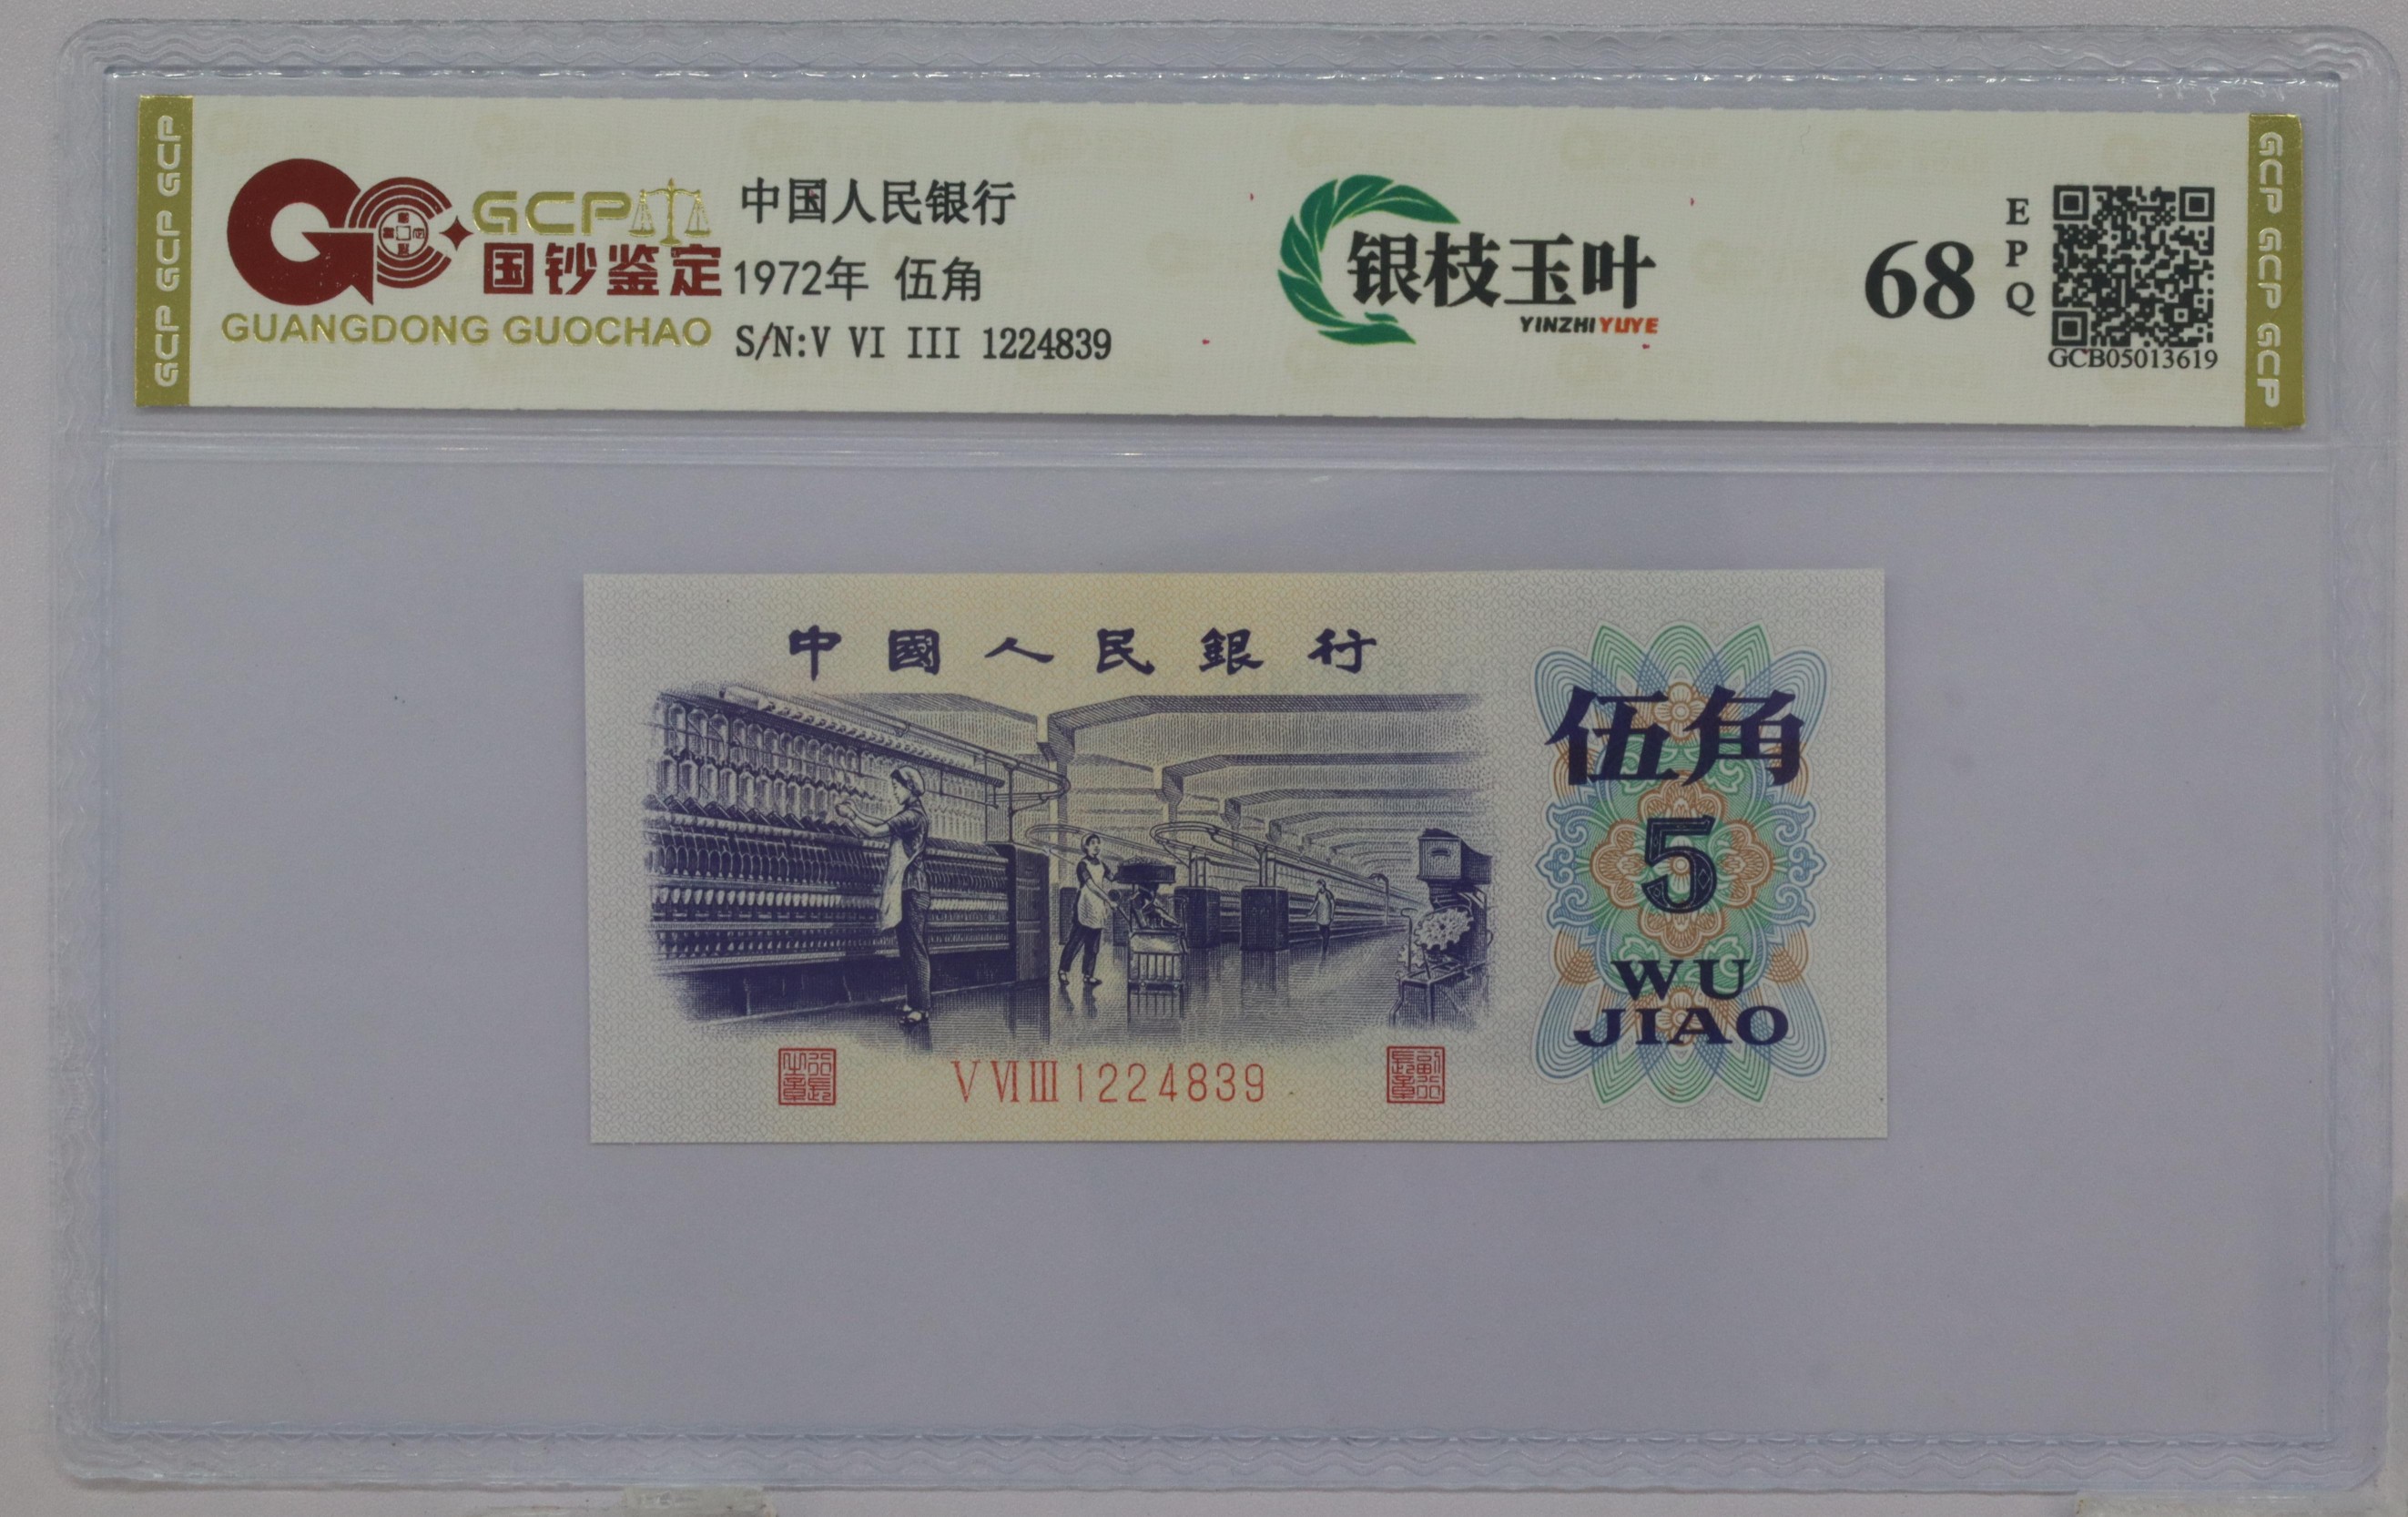 GCP GCP GCP
GCP
国钞鉴定
GUANGDONG GUOCHAO
中国人民银行
1972年 伍角
S/N:V VI III 1224839
银枝玉叶
YINZHI YUYE
68
EPQ
GCB05013619
GCP GCP GCP
中國人民銀行
伍角
5
WU
JIAO
V VI III 1224839